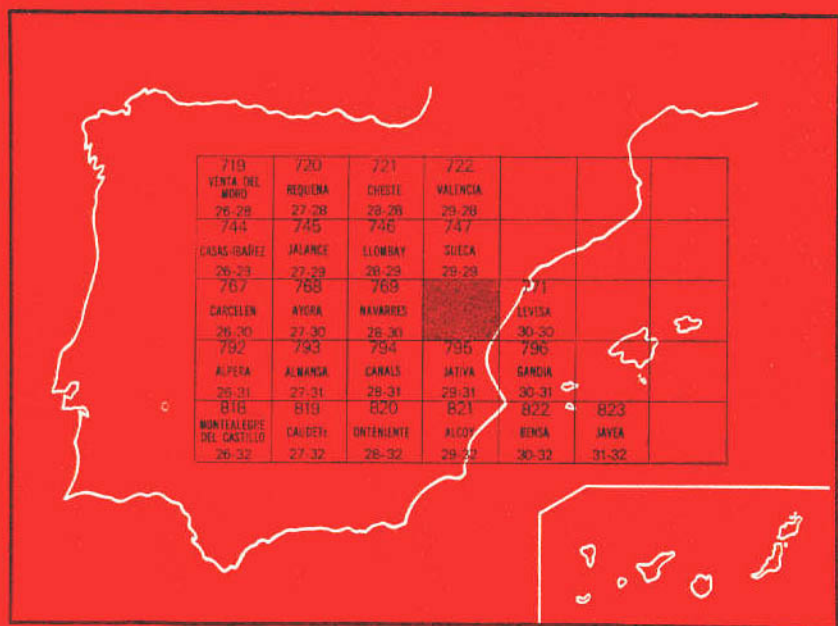 719 720 721 722
VENTA DEL MORO REQUENA CHESTE VALENCIA
26-28 27-28 28-28 29-28
744 745 746 747
CASAS-IBAÑEZ JALANCE LLOMBAY SUECA
26-29 27-29 28-29 29-29
767 768 769 771
CARCELEN AYORA NAVARRES LEVISA
26-30 27-30 28-30 30-30
792 793 794 795 796
ALPERA ALMANSA CANALS JATIVA GANDIA
26-31 27-31 28-31 29-31 30-31
818 819 820 821 822 823
MONTEALEGRE DEL CASTILLO CAUDETE ONTENIENTE ALCOY BENISA JAVEA
26-32 27-32 28-32 29-32 30-32 31-32